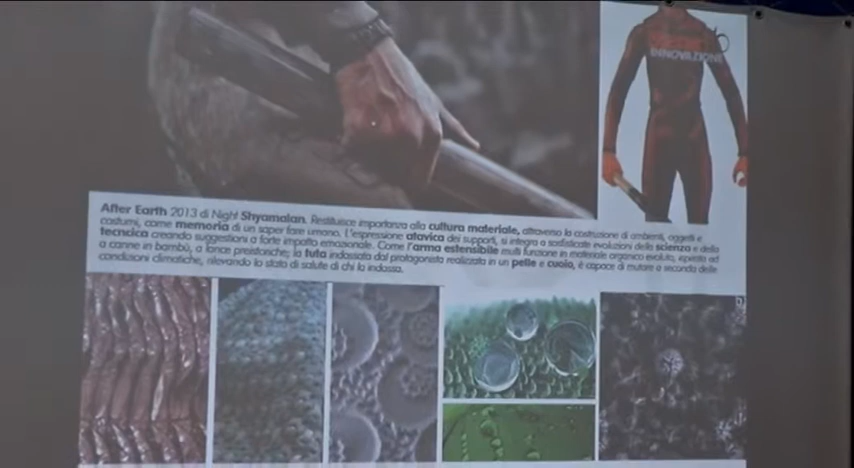 INNOVAZIONE
After Earth 2013 di Night Shyamalan. Restituisce importanza alla cultura materiale, attraverso la costruzione di ambienti, oggetti e
costumi, come memoria di un saper fare umano. L'espressione atavica dei supporti, si integra a sofisticate evoluzioni della scienza e della
tencnica creando suggestioni a forte impatto emozionale. Come l'arma estensibile multi funzione in materiale organico evoluto, ispirata ad
a canne in bambù, a lance preistoriche; la tuta indossata dal protagonista realizzata in un pelle e cuoio, è capace di mutare a seconda delle
condizioni climatiche, rilevando lo stato di salute di chi la indossa.